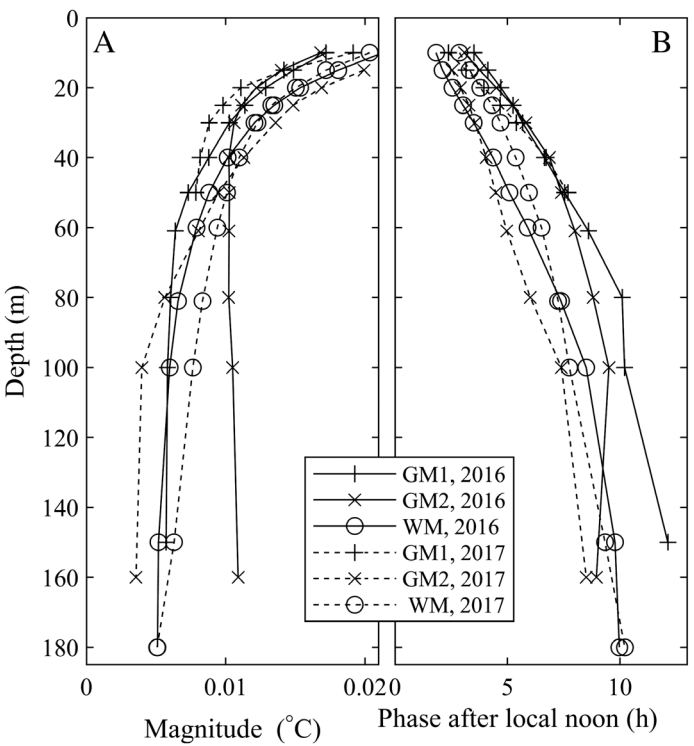 A
B
0
20
40
60
80
100
120
140
160
180
Depth (m)
GM1, 2016
GM2, 2016
WM, 2016
GM1, 2017
GM2, 2017
WM, 2017
0 0.01 0.020 5 10
Magnitude (°C)
Phase after local noon (h)